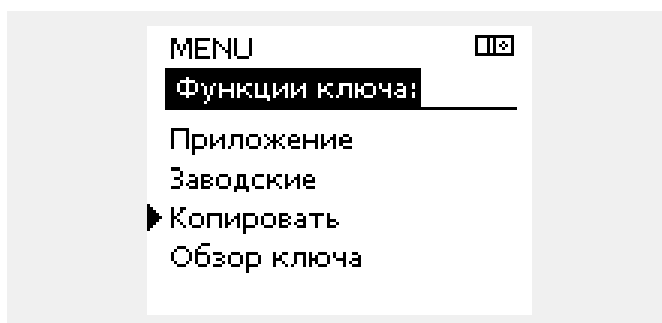 MENU
Функции ключа:
Приложение
Заводские
Копировать
Обзор ключа